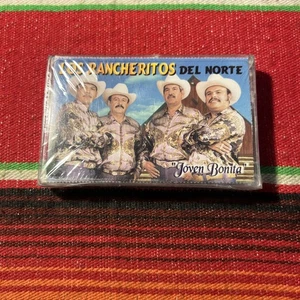 LOS RANCHERITOS DEL NORTE
"Joven Bonita"